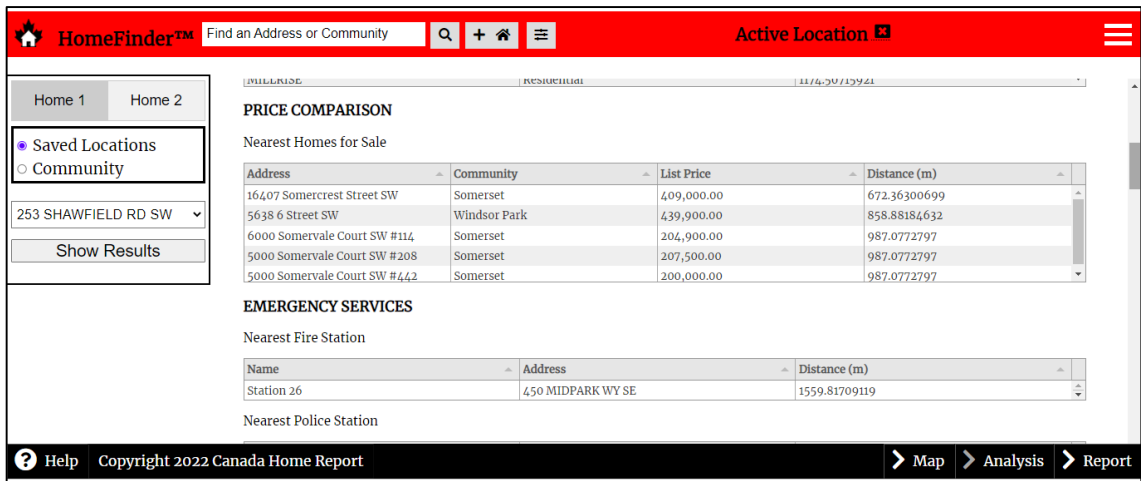 HomeFinder™ Find an Address or Community Active Location
Home 1 Home 2
Saved Locations
Community
253 SHAWFIELD RD SW
Show Results
MILLRISE Residential 1174.50715921
PRICE COMPARISON
Nearest Homes for Sale
Address Community List Price Distance (m)
16407 Somercrest Street SW Somerset 409,000.00 672.36300699
5638 6 Street SW Windsor Park 439,900.00 858.88184632
6000 Somervale Court SW #114 Somerset 204,900.00 987.0772797
5000 Somervale Court SW #208 Somerset 207,500.00 987.0772797
5000 Somervale Court SW #442 Somerset 200,000.00 987.0772797
EMERGENCY SERVICES
Nearest Fire Station
Name Address Distance (m)
Station 26 450 MIDPARK WY SE 1559.81709119
Nearest Police Station
? Help Copyright 2022 Canada Home Report Map Analysis Report